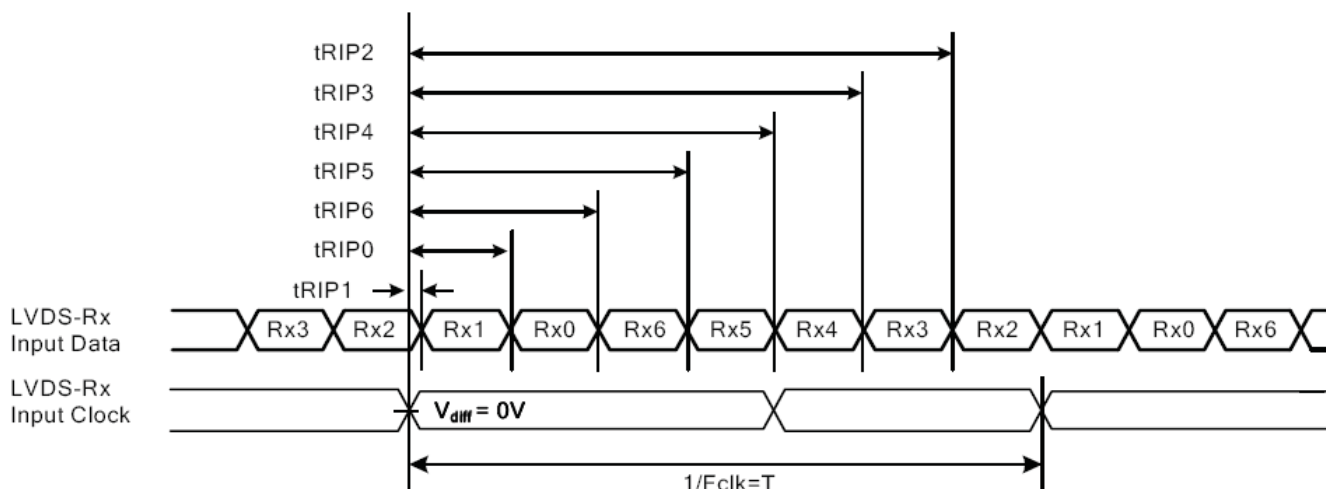 tRIP2
tRIP3
tRIP4
tRIP5
tRIP6
tRIP0
tRIP1
LVDS-Rx
Input Data
Rx3 Rx2 Rx1 Rx0 Rx6 Rx5 Rx4 Rx3 Rx2 Rx1 Rx0 Rx6
LVDS-Rx
Input Clock
Vdiff = 0V
1/Fclk=T